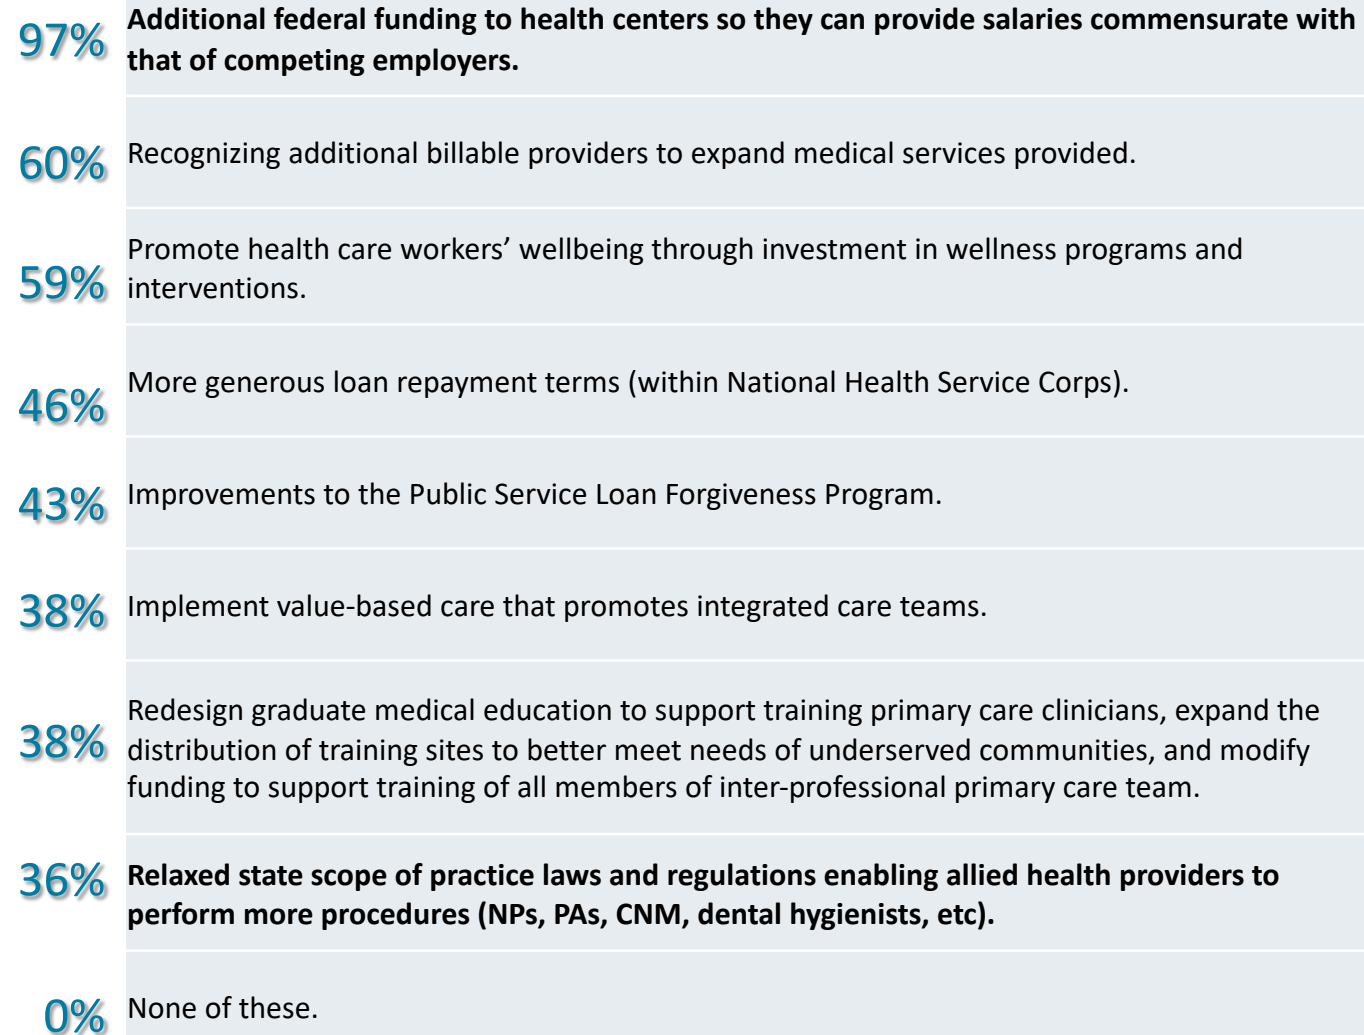 97% Additional federal funding to health centers so they can provide salaries commensurate with
that of competing employers.
60% Recognizing additional billable providers to expand medical services provided.
59% Promote health care workers’ wellbeing through investment in wellness programs and
interventions.
46% More generous loan repayment terms (within National Health Service Corps).
43% Improvements to the Public Service Loan Forgiveness Program.
38% Implement value-based care that promotes integrated care teams.
38% Redesign graduate medical education to support training primary care clinicians, expand the
distribution of training sites to better meet needs of underserved communities, and modify
funding to support training of all members of inter-professional primary care team.
36% Relaxed state scope of practice laws and regulations enabling allied health providers to
perform more procedures (NPs, PAs, CNM, dental hygienists, etc).
0% None of these.